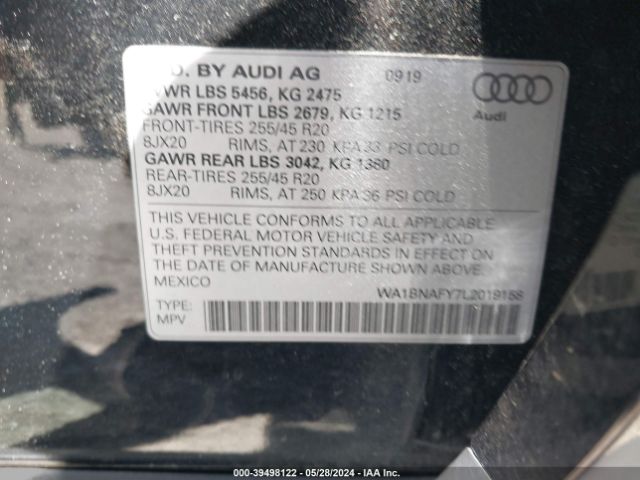 D. BY AUDI AG 0919
VWR LBS 5456, KG 2475
GAWR FRONT LBS 2679, KG 1215
FRONT-TIRES 255/45 R20
8JX20 RIMS, AT 230 KPA 33 PSI COLD
GAWR REAR LBS 3042, KG 1380
REAR-TIRES 255/45 R20
8JX20 RIMS, AT 250 KPA 36 PSI COLD
Audi
THIS VEHICLE CONFORMS TO ALL APPLICABLE
U.S. FEDERAL MOTOR VEHICLE SAFETY AND
THEFT PREVENTION STANDARDS IN EFFECT ON
THE DATE OF MANUFACTURE SHOWN ABOVE.
MEXICO
WA1BNAFY7L2019168
TYPE:
MPV
000-39498122 - 05/28/2024 - IAA Inc.